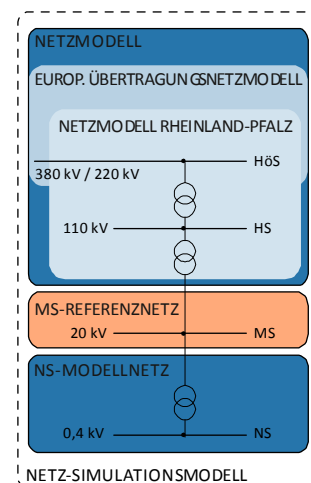 NETZMODELL
EUROP. ÜBERTRAGUNGSNETZMODELL
NETZMODELL RHEINLAND-PFALZ
HöS
380 kV / 220 kV
110 kV HS
MS-REFERENZNETZ
20 kV MS
NS-MODELLNETZ
0,4 kV NS
NETZ-SIMULATIONSMODELL